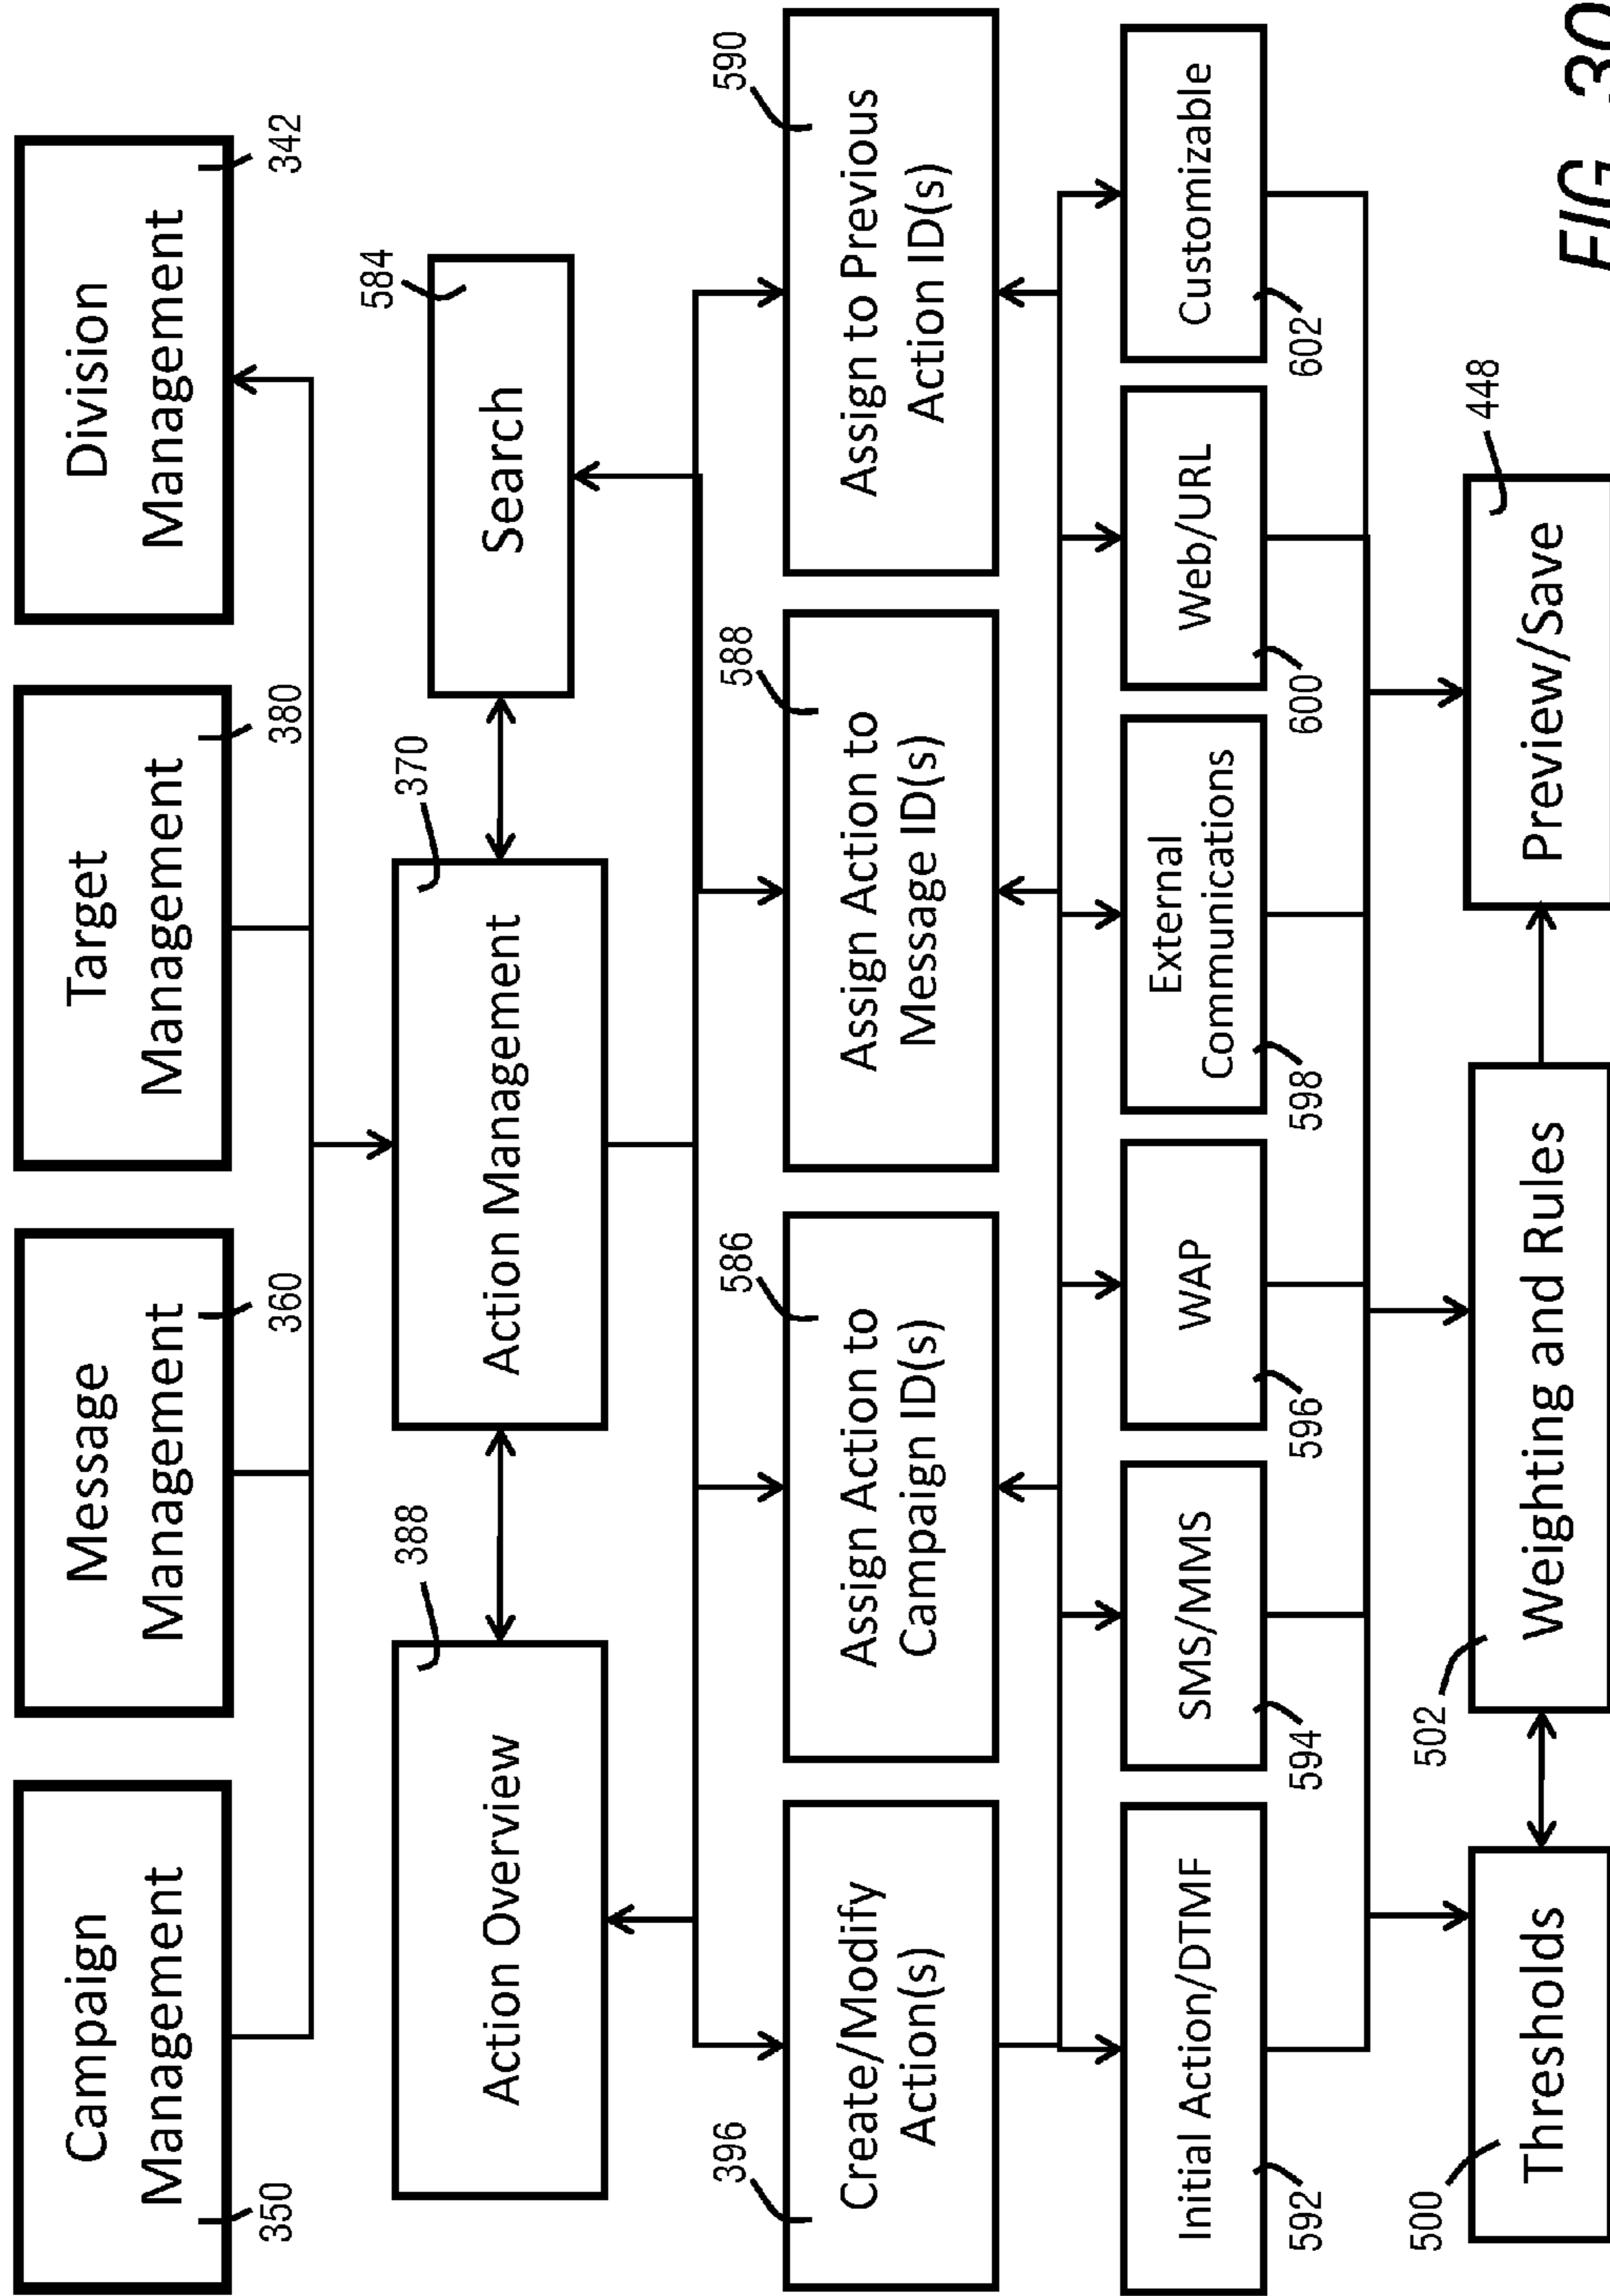 Campaign
Management
350
Message
Management
360
Target
Management
380
Division
Management
342
Action Overview
388
Action Management
370
Search
584
Create/Modify
Action(s)
396
Assign Action to
Campaign ID(s)
586
Assign Action to
Message ID(s)
588
Assign to Previous
Action ID(s)
590
Initial Action/DTMF
592
SMS/MMS
594
WAP
596
External
Communications
598
Web/URL
600
Customizable
602
Thresholds
500
Weighting and Rules
502
Preview/Save
448
FIG. 30